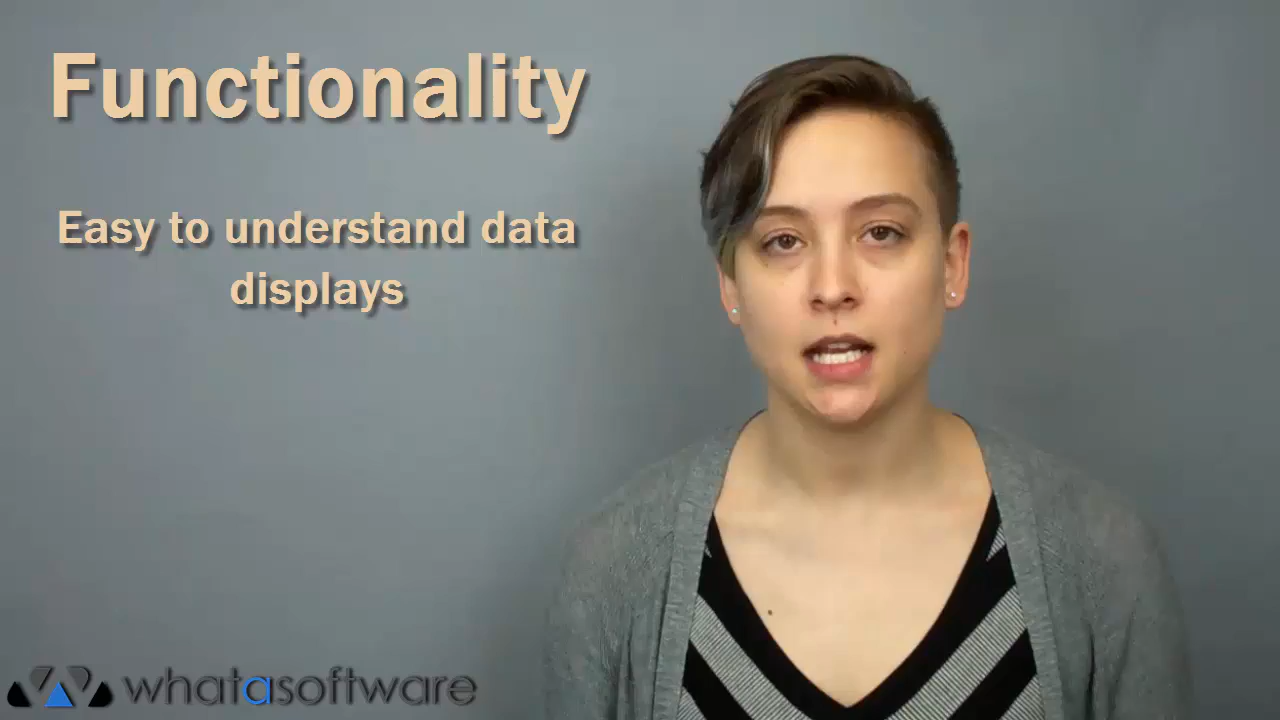 Functionality
Easy to understand data
displays
whatasoftware